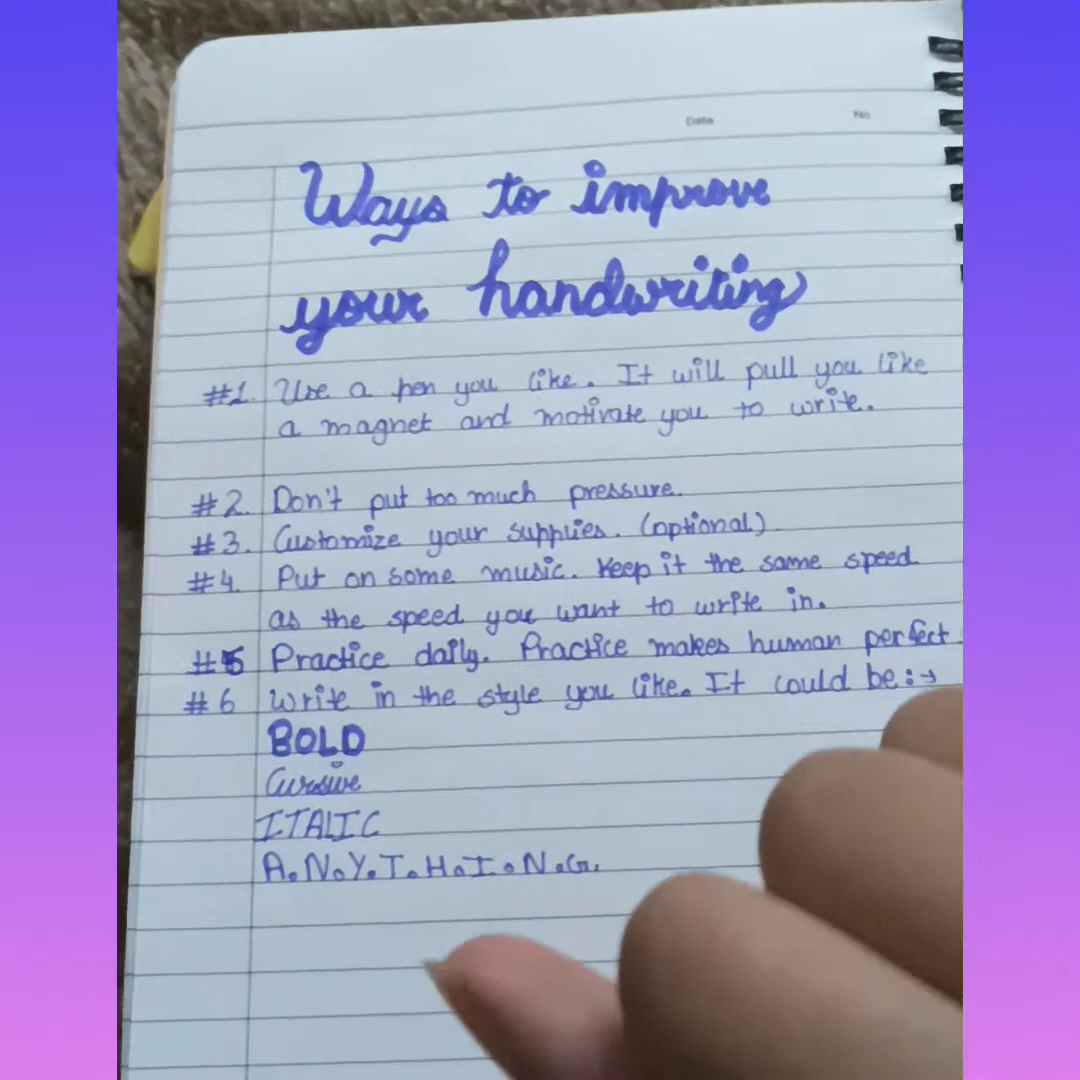 Date
No
Ways to improve
your handwriting
#1. Use a pen you like. It will pull you like
a magnet and motivate you to write.
#2. Don't put too much pressure.
#3. Customize your supplies. (optional)
#4. Put on some music. Keep it the same speed
as the speed you want to write in.
#5 Practice daily. Practice makes human perfect.
#6 Write in the style you like. It could be:→
BOLD
Cursive
ITALIC
A.N.Y.T.H.I.N.G.